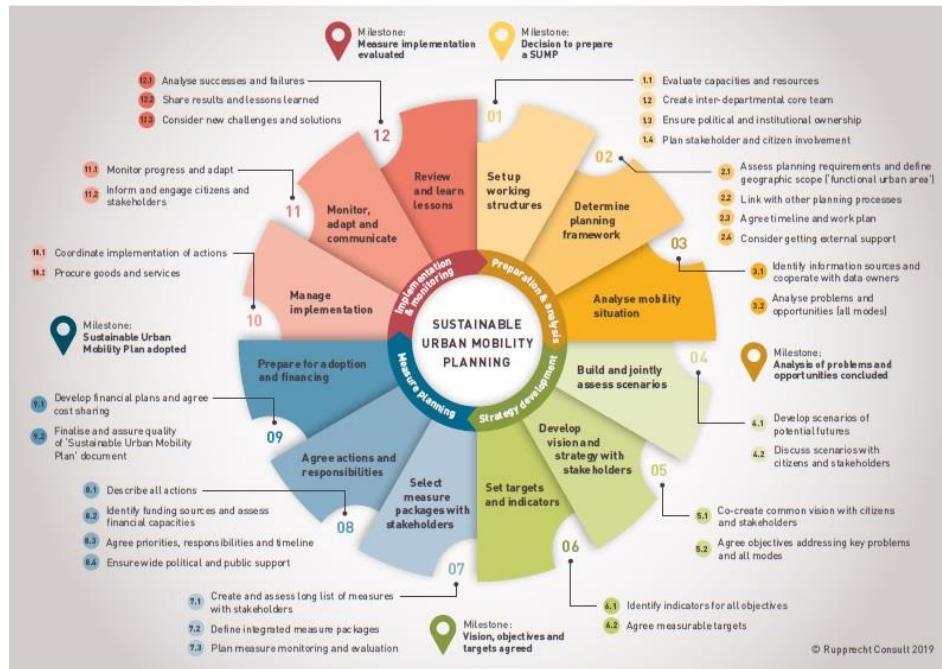 Milestone:
Measure implementation
evaluated
Milestone:
Decision to prepare
a SUMP
12.1 Analyse successes and failures
12.2 Share results and lessons learned
12.3 Consider new challenges and solutions
1.1 Evaluate capacities and resources
1.2 Create inter-departmental core team
1.3 Ensure political and institutional ownership
1.4 Plan stakeholder and citizen involvement
11.1 Monitor progress and adapt
11.2 Inform and engage citizens and
stakeholders
2.1 Assess planning requirements and define
geographic scope ('functional urban area')
2.2 Link with other planning processes
2.3 Agree timeline and work plan
2.4 Consider getting external support
10.1 Coordinate implementation of actions
10.2 Procure goods and services
3.1 Identify information sources and
cooperate with data owners
3.2 Analyse problems and
opportunities (all modes)
Milestone:
Sustainable Urban
Mobility Plan adopted
Milestone:
Analysis of problems and
opportunities concluded
01
Set up
working
structures
02
Determine
planning
framework
03
Analyse mobility
situation
04
Build and jointly
assess scenarios
05
Develop
vision and
strategy with
stakeholders
06
Set targets
and indicators
07
Select
measure
packages with
stakeholders
08
Agree actions and
responsibilities
09
Prepare for adoption
and financing
10
Manage
implementation
11
Monitor,
adapt and
communicate
12
Review
and learn
lessons
Preparation & analysis
Strategy development
Measure planning
Implementation
& monitoring
SUSTAINABLE
URBAN MOBILITY
PLANNING
9.1 Develop financial plans and agree
cost sharing
9.2 Finalise and assure quality
of 'Sustainable Urban Mobility
Plan' document
4.1 Develop scenarios of
potential futures
4.2 Discuss scenarios with
citizens and stakeholders
8.1 Describe all actions
8.2 Identify funding sources and assess
financial capacities
8.3 Agree priorities, responsibilities and timeline
8.4 Ensure wide political and public support
5.1 Co-create common vision with citizens
and stakeholders
5.2 Agree objectives addressing key problems
and all modes
7.1 Create and assess long list of measures
with stakeholders
7.2 Define integrated measure packages
7.3 Plan measure monitoring and evaluation
6.1 Identify indicators for all objectives
6.2 Agree measurable targets
Milestone:
Vision, objectives and
targets agreed
© Rupprecht Consult 2019